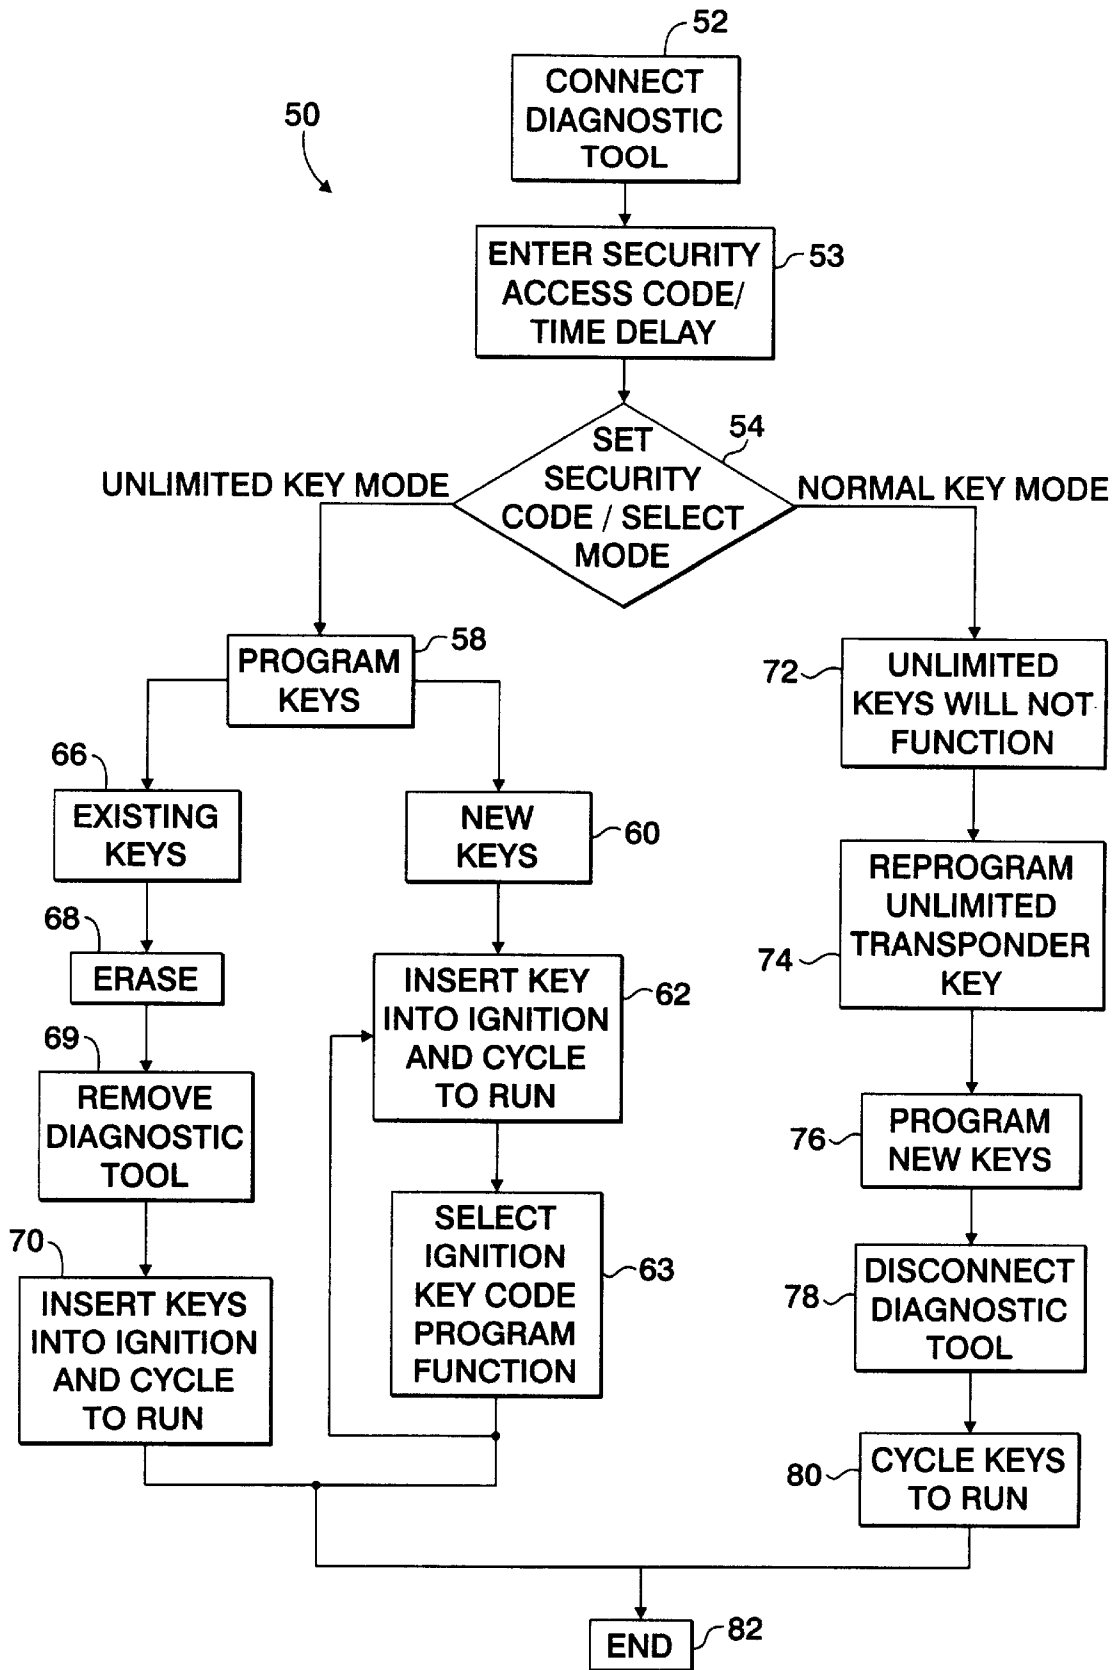 52
CONNECT
DIAGNOSTIC
TOOL
50
ENTER SECURITY
ACCESS CODE/
TIME DELAY
53
54
SET
SECURITY
CODE / SELECT
MODE
UNLIMITED KEY MODE
NORMAL KEY MODE
58
PROGRAM
KEYS
72
UNLIMITED
KEYS WILL NOT
FUNCTION
66
EXISTING
KEYS
NEW
KEYS
60
REPROGRAM
UNLIMITED
TRANSPONDER
KEY
74
68
ERASE
INSERT KEY
INTO IGNITION
AND CYCLE
TO RUN
62
69
REMOVE
DIAGNOSTIC
TOOL
76
PROGRAM
NEW KEYS
SELECT
IGNITION
KEY CODE
PROGRAM
FUNCTION
63
70
INSERT KEYS
INTO IGNITION
AND CYCLE
TO RUN
78
DISCONNECT
DIAGNOSTIC
TOOL
80
CYCLE KEYS
TO RUN
END
82